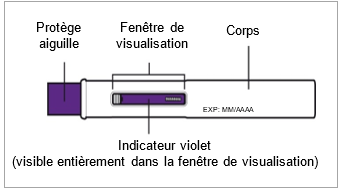 Protège
aiguille
Fenêtre de
visualisation
Corps
EXP: MM/AAAA
Indicateur violet
(visible entièrement dans la fenêtre de visualisation)